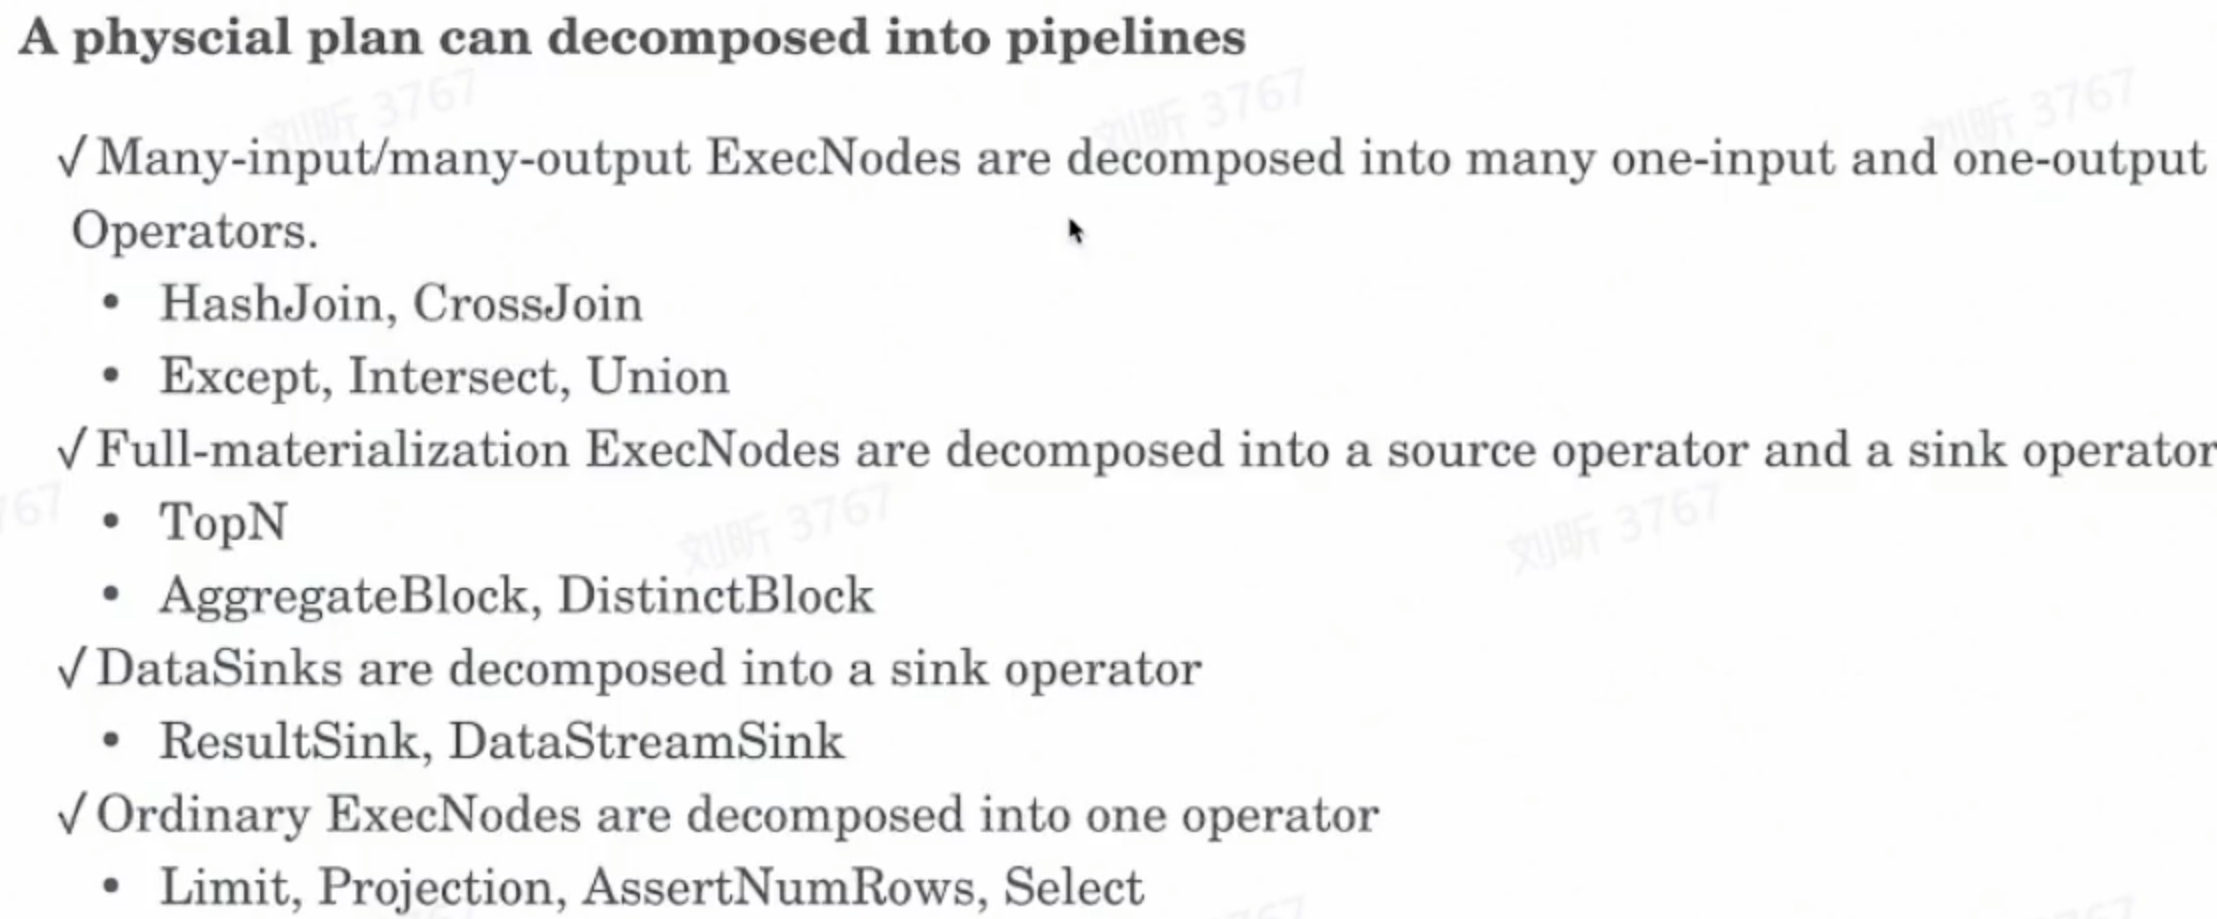 A physcial plan can decomposed into pipelines
刘昕 3767
刘昕 3767
刘昕 3767
√ Many-input/many-output ExecNodes are decomposed into many one-input and one-output
Operators.
• HashJoin, CrossJoin
• Except, Intersect, Union
√ Full-materialization ExecNodes are decomposed into a source operator and a sink operator
767
刘昕 3767
刘昕 3767
• TopN
• AggregateBlock, DistinctBlock
√ DataSinks are decomposed into a sink operator
• ResultSink, DataStreamSink
√ Ordinary ExecNodes are decomposed into one operator
• Limit, Projection, AssertNumRows, Select